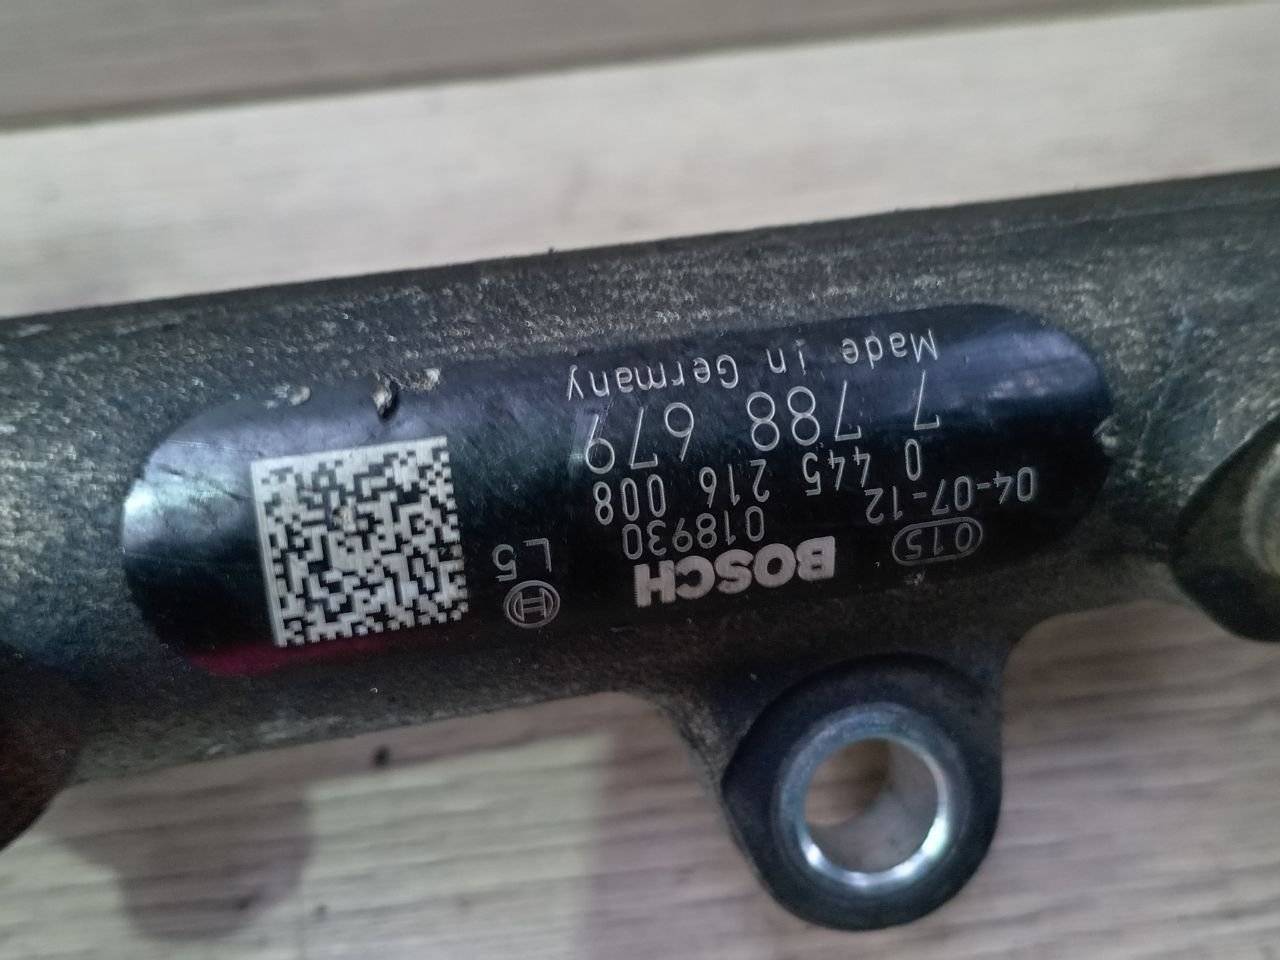 015 BOSCH
04-07-12 018930 L5
0 445 216 008
7 788 679
Made in Germany